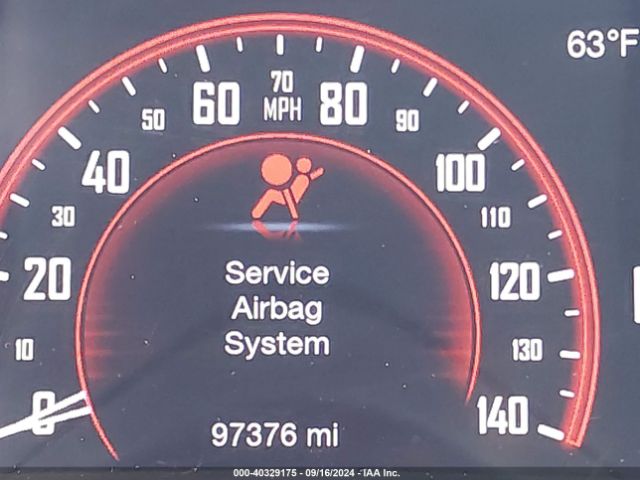 63°F
70
60 MPH 80
50 90
40 100
30 110
20 120
10 130
0 140
Service
Airbag
System
97376 mi
000-40329175 - 09/16/2024 - IAA Inc.